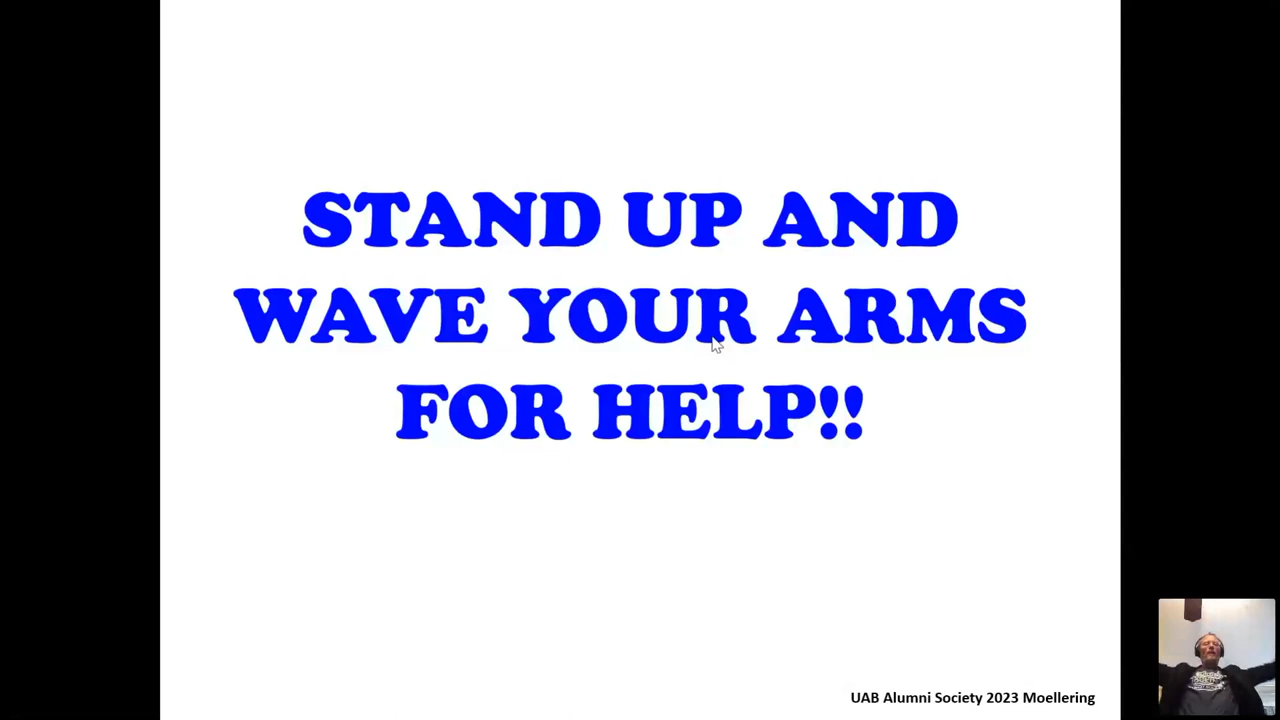 STAND UP AND
WAVE YOUR ARMS
FOR HELP!!
UAB Alumni Society 2023 Moellering